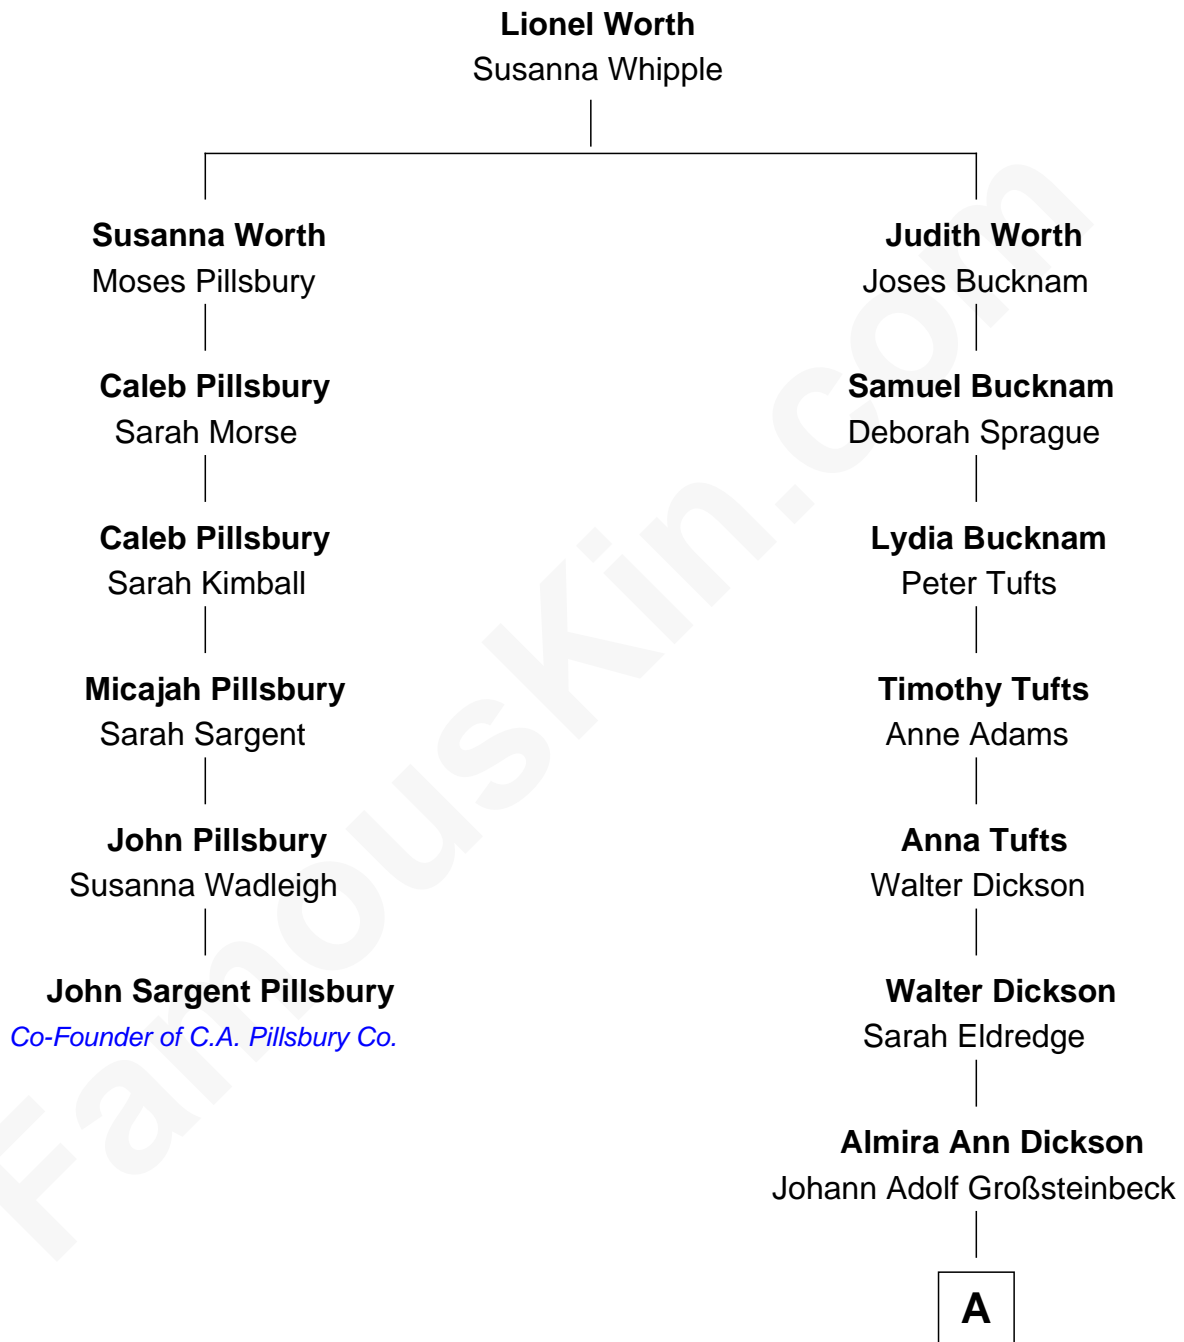 Lionel Worth
Susanna Whipple
Susanna Worth
Moses Pillsbury
Judith Worth
Joses Bucknam
Caleb Pillsbury
Sarah Morse
Samuel Bucknam
Deborah Sprague
Caleb Pillsbury
Sarah Kimball
Lydia Bucknam
Peter Tufts
Micajah Pillsbury
Sarah Sargent
Timothy Tufts
Anne Adams
John Pillsbury
Susanna Wadleigh
Anna Tufts
Walter Dickson
John Sargent Pillsbury
Co-Founder of C.A. Pillsbury Co.
Walter Dickson
Sarah Eldredge
Almira Ann Dickson
Johann Adolf Großsteinbeck
A
FamousKin.com